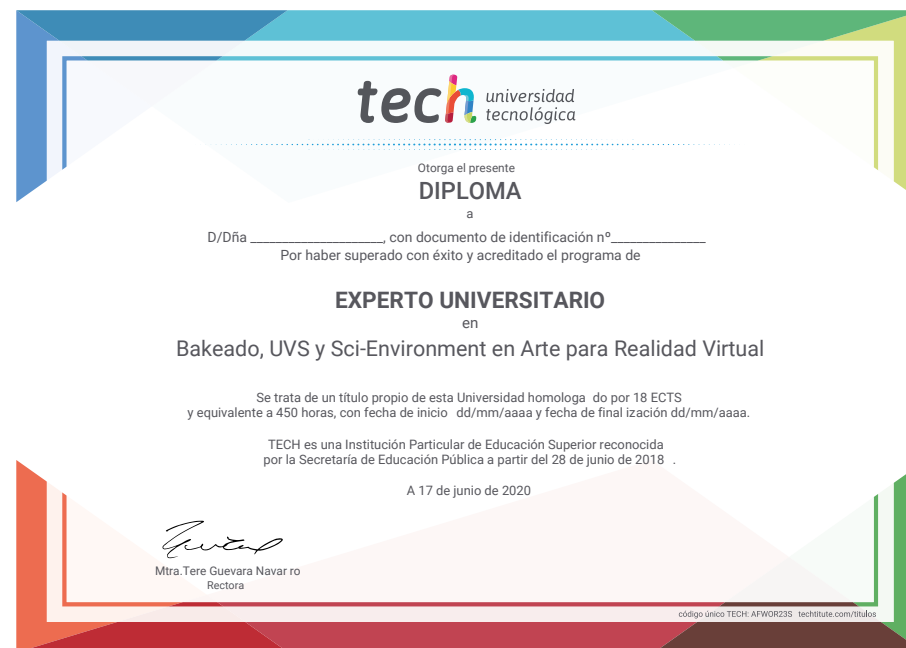 tech universidad
tecnológica
Otorga el presente
DIPLOMA
a
D/Dña ____________________, con documento de identificación nº______________
Por haber superado con éxito y acreditado el programa de
EXPERTO UNIVERSITARIO
en
Bakeado, UVS y Sci-Environment en Arte para Realidad Virtual
Se trata de un título propio de esta Universidad homologa do por 18 ECTS
y equivalente a 450 horas, con fecha de inicio dd/mm/aaaa y fecha de final ización dd/mm/aaaa.
TECH es una Institución Particular de Educación Superior reconocida
por la Secretaría de Educación Pública a partir del 28 de junio de 2018 .
A 17 de junio de 2020
Mtra.Tere Guevara Navar ro
Rectora
código único TECH: AFWOR23S techtitute.com/titulos